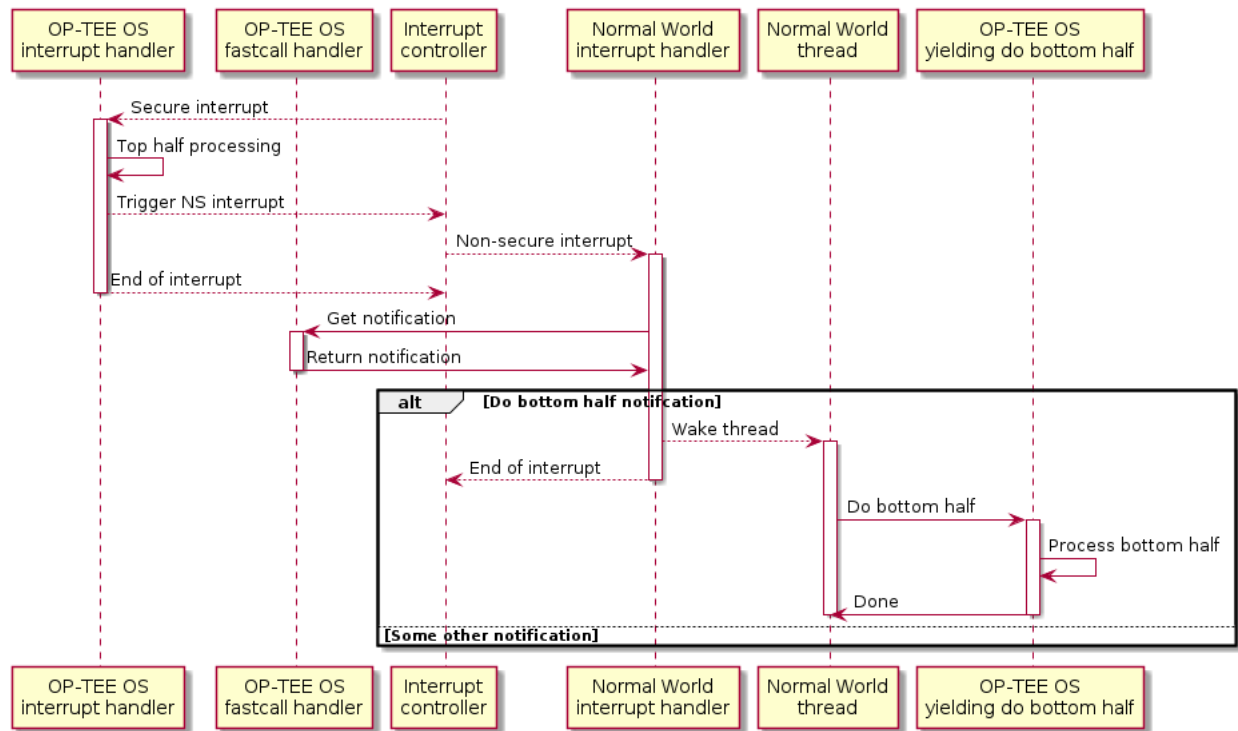 OP-TEE OS
interrupt handler
OP-TEE OS
fastcall handler
Interrupt
controller
Normal World
interrupt handler
Normal World
thread
OP-TEE OS
yielding do bottom half
Secure interrupt
Top half processing
Trigger NS interrupt
Non-secure interrupt
End of interrupt
Get notification
Return notification
alt [Do bottom half notifcation]
Wake thread
End of interrupt
Do bottom half
Process bottom half
Done
[Some other notification]
OP-TEE OS
interrupt handler
OP-TEE OS
fastcall handler
Interrupt
controller
Normal World
interrupt handler
Normal World
thread
OP-TEE OS
yielding do bottom half